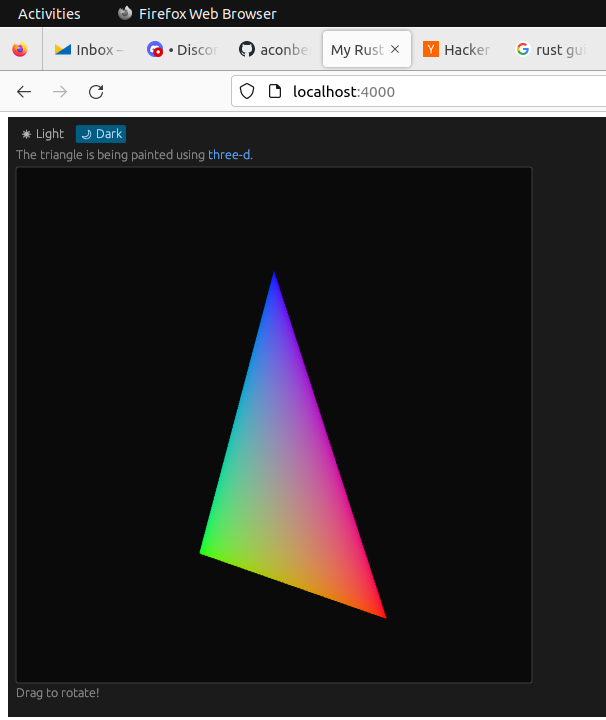 Activities Firefox Web Browser
Inbox – • Discor aconbe My Rust Hacker rust gui
localhost:4000
Light Dark
The triangle is being painted using three-d.
Drag to rotate!